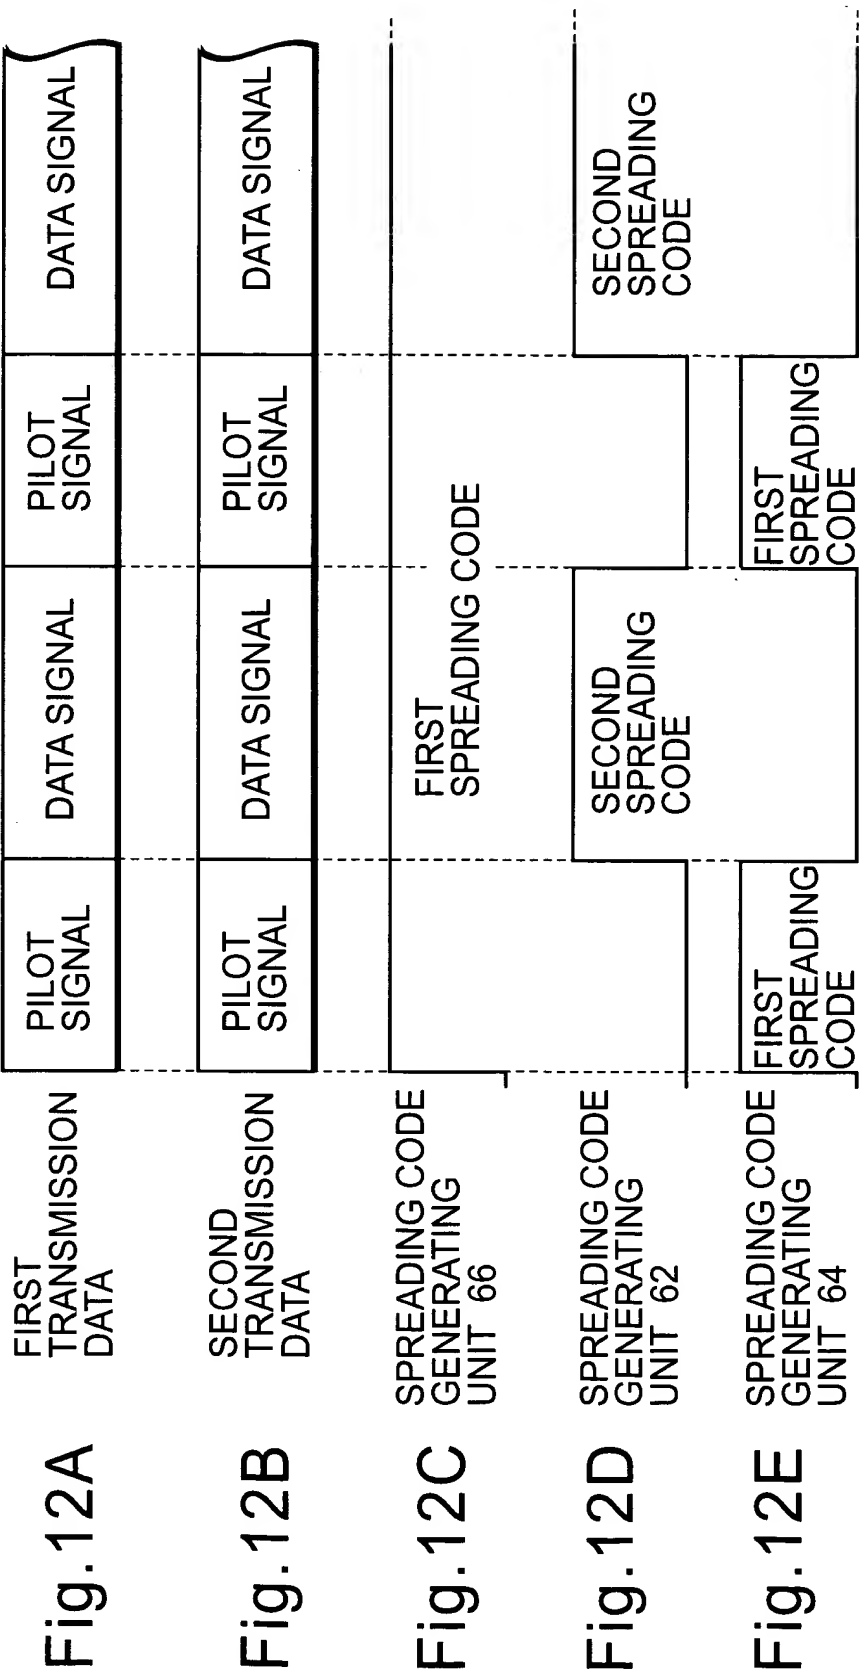 Fig.12A
FIRST
TRANSMISSION
DATA
PILOT
SIGNAL
DATA SIGNAL
PILOT
SIGNAL
DATA SIGNAL
Fig.12B
SECOND
TRANSMISSION
DATA
PILOT
SIGNAL
DATA SIGNAL
PILOT
SIGNAL
DATA SIGNAL
Fig.12C
SPREADING CODE
GENERATING
UNIT 66
FIRST
SPREADING CODE
Fig.12D
SPREADING CODE
GENERATING
UNIT 62
SECOND
SPREADING
CODE
SECOND
SPREADING
CODE
Fig.12E
SPREADING CODE
GENERATING
UNIT 64
FIRST
SPREADING
CODE
FIRST
SPREADING
CODE